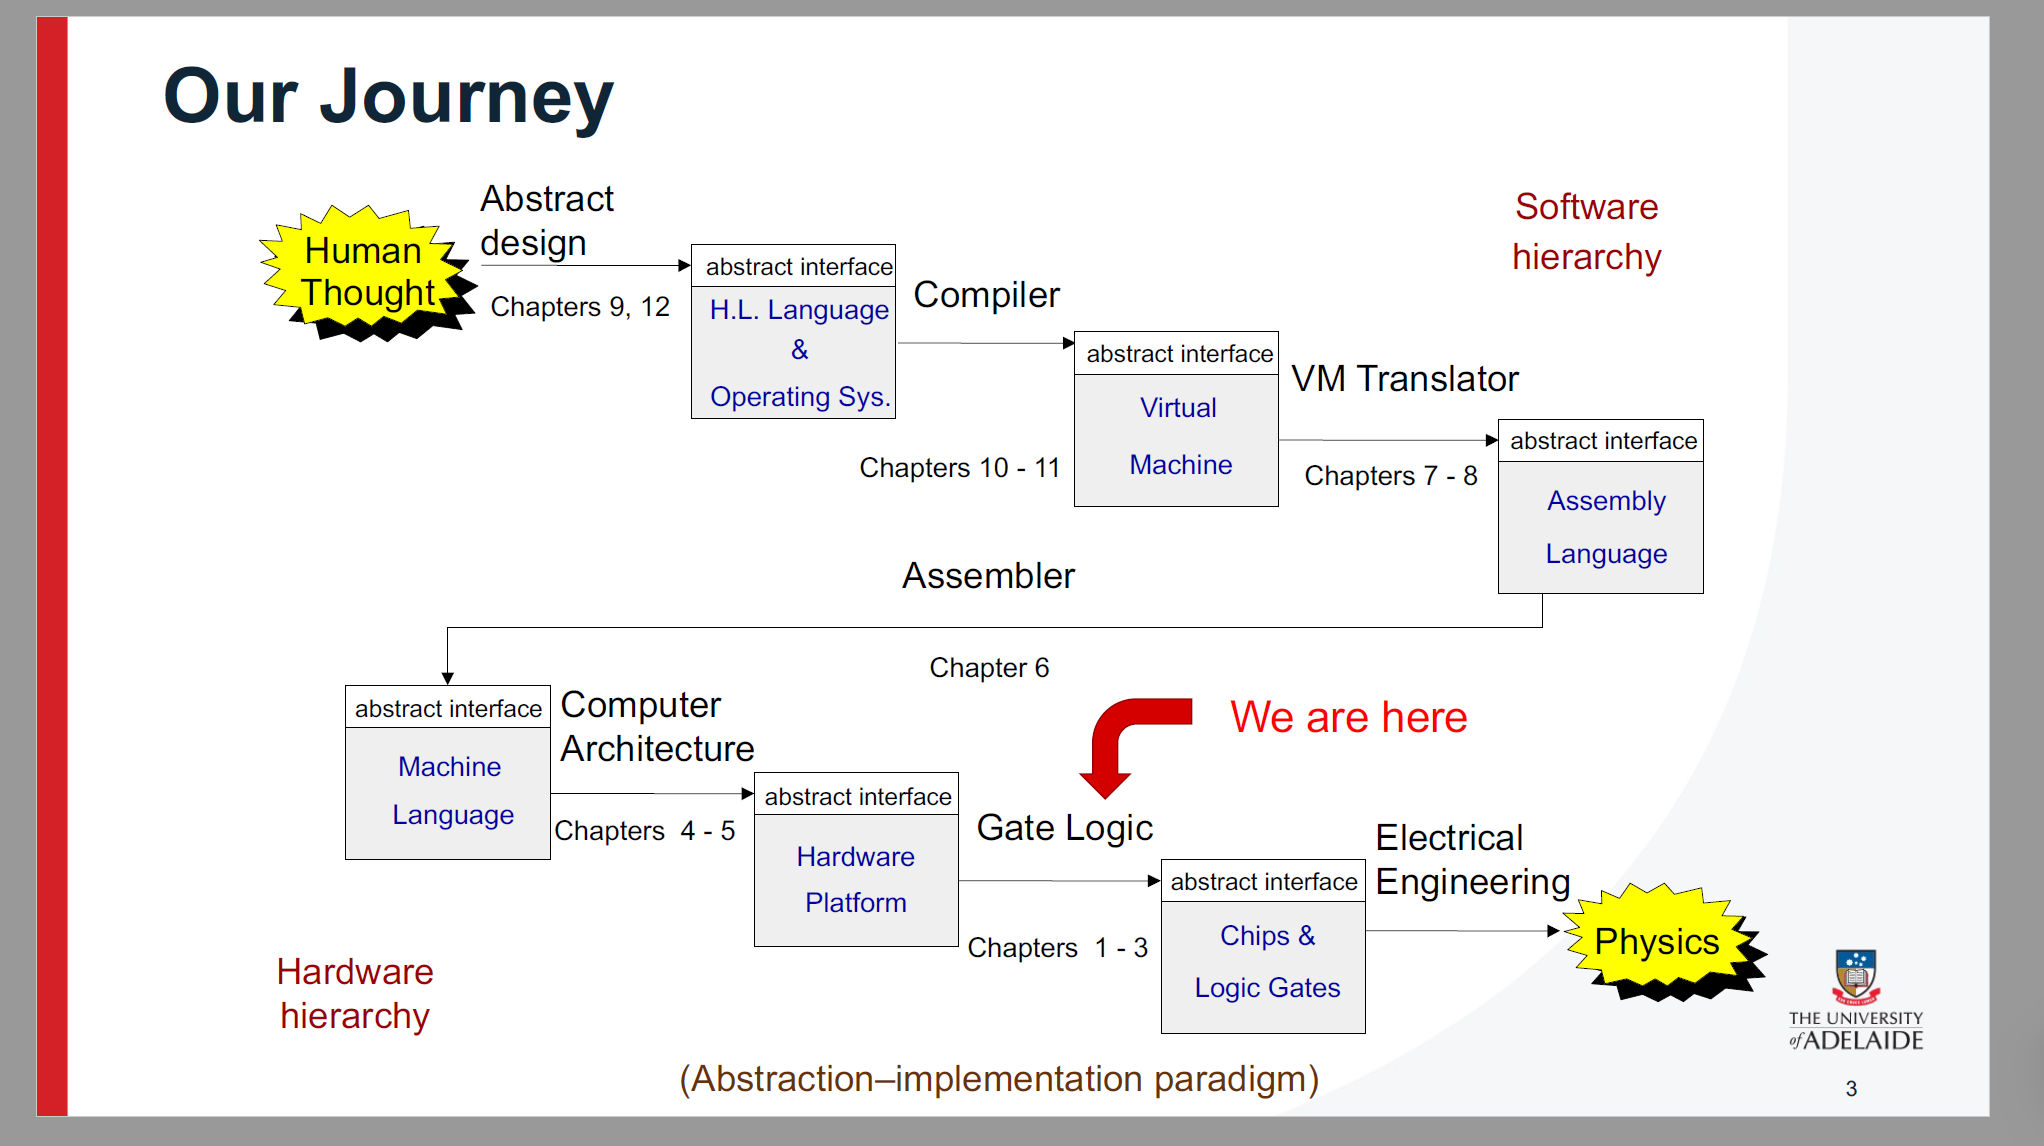 Our Journey
Human
Thought
Abstract
design
Chapters 9, 12
abstract interface
H.L. Language
&
Operating Sys.
Compiler
Chapters 10 - 11
abstract interface
Virtual
Machine
VM Translator
Chapters 7 - 8
abstract interface
Assembly
Language
Software
hierarchy
Assembler
Chapter 6
abstract interface
Machine
Language
Computer
Architecture
Chapters 4 - 5
abstract interface
Hardware
Platform
We are here
Gate Logic
Chapters 1 - 3
abstract interface
Chips &
Logic Gates
Electrical
Engineering
Physics
Hardware
hierarchy
(Abstraction–implementation paradigm)
THE UNIVERSITY
of ADELAIDE
3